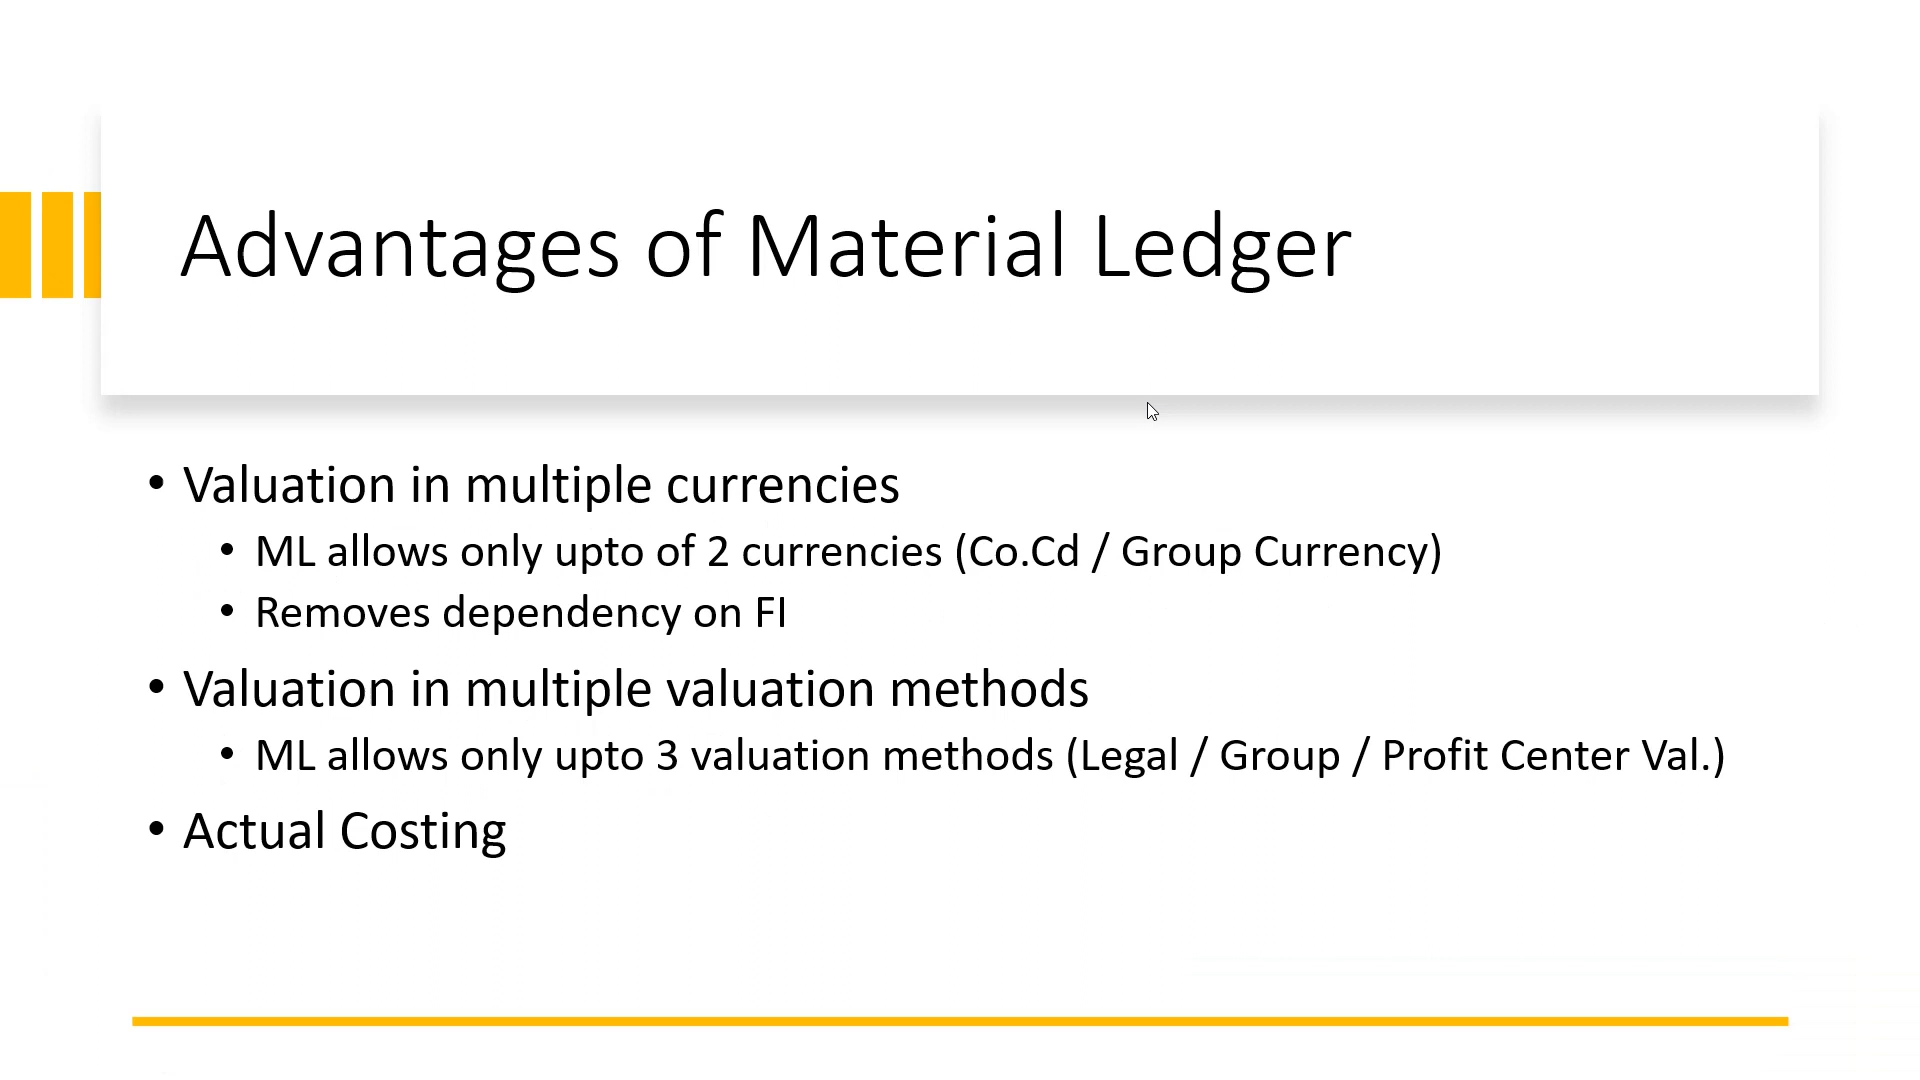 Advantages of Material Ledger
• Valuation in multiple currencies
• ML allows only upto of 2 currencies (Co.Cd / Group Currency)
• Removes dependency on FI
• Valuation in multiple valuation methods
• ML allows only upto 3 valuation methods (Legal / Group / Profit Center Val.)
• Actual Costing